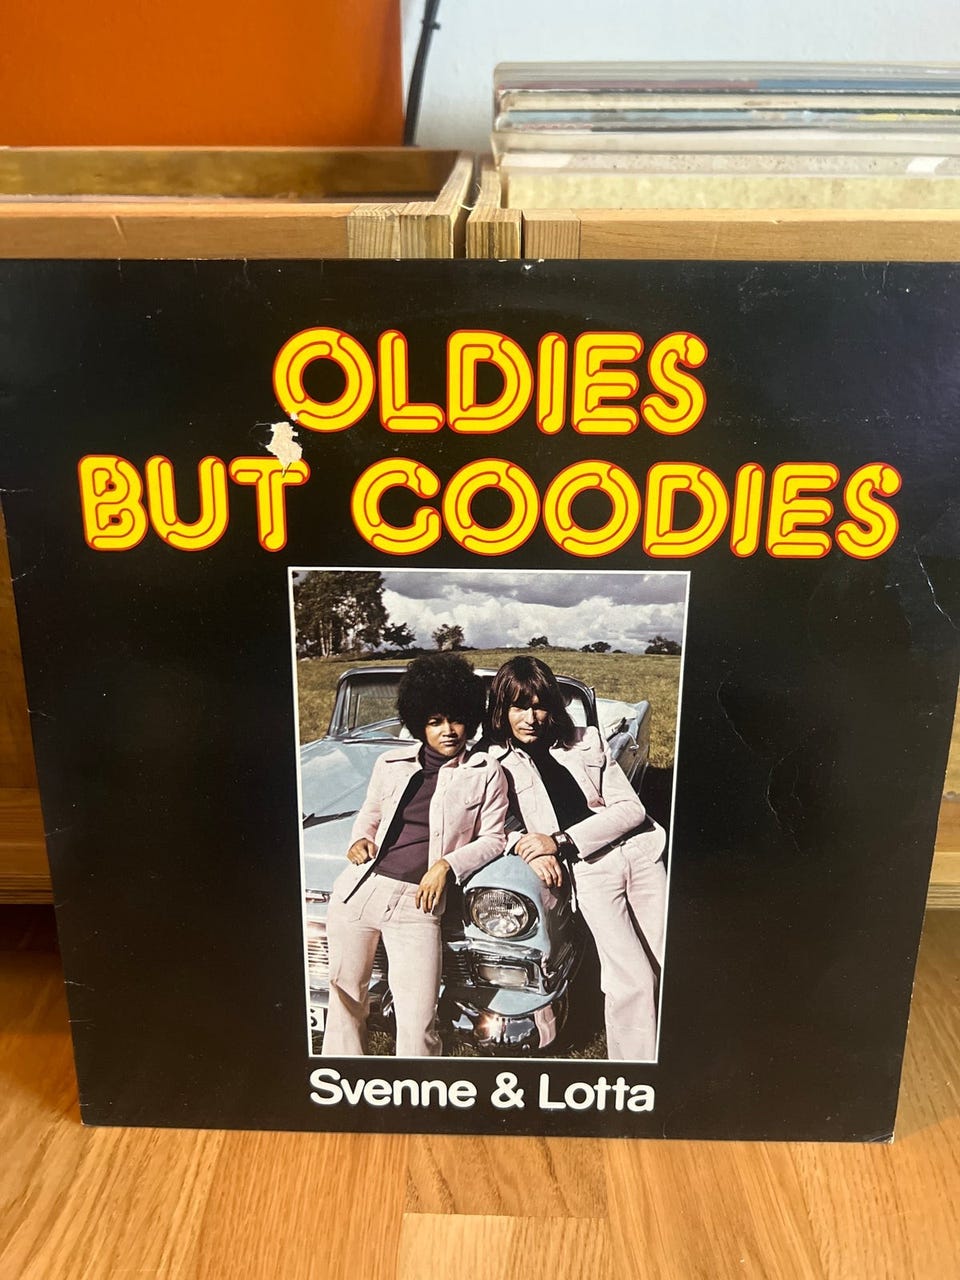 OLDIES
BUT GOODIES
Svenne & Lotta